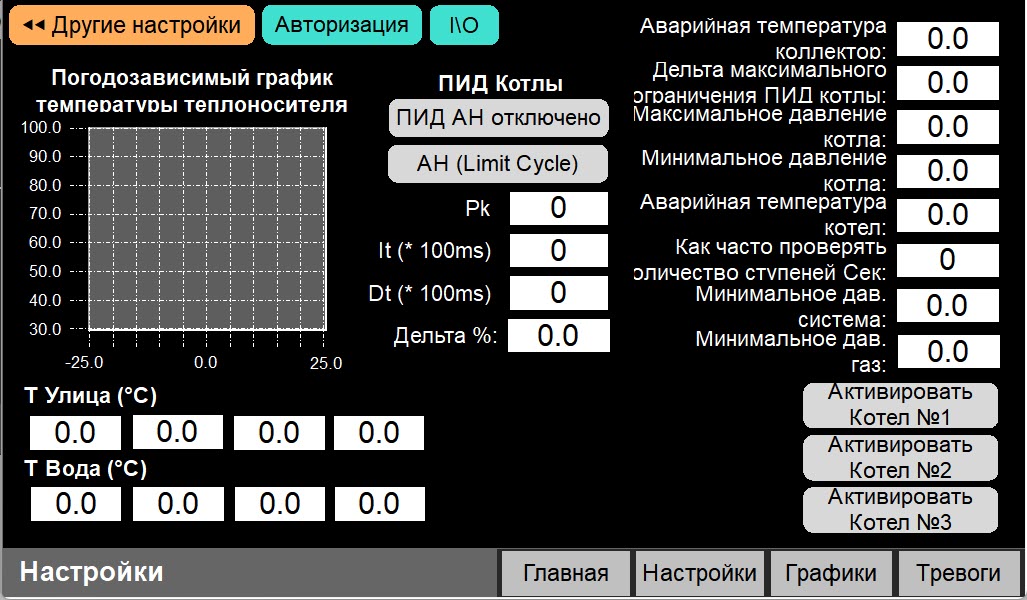 ◄◄ Другие настройки
Авторизация
I\O
Погодозависимый график
температуры теплоносителя
100.0
90.0
80.0
70.0
60.0
50.0
40.0
30.0
-25.0 0.0 25.0
Т Улица (°C)
0.0 0.0 0.0 0.0
Т Вода (°C)
0.0 0.0 0.0 0.0
ПИД Котлы
ПИД АН отключено
АН (Limit Cycle)
Pk 0
It (* 100ms) 0
Dt (* 100ms) 0
Дельта %: 0.0
Аварийная температура
коллектор: 0.0
Дельта максимального
ограничения ПИД котлы: 0.0
Максимальное давление
котла: 0.0
Минимальное давление
котла: 0.0
Аварийная температура
котел: 0.0
Как часто проверять
оличество ступеней Сек: 0
Минимальное дав.
система: 0.0
Минимальное дав.
газ: 0.0
Активировать
Котел №1
Активировать
Котел №2
Активировать
Котел №3
Настройки
Главная
Настройки
Графики
Тревоги